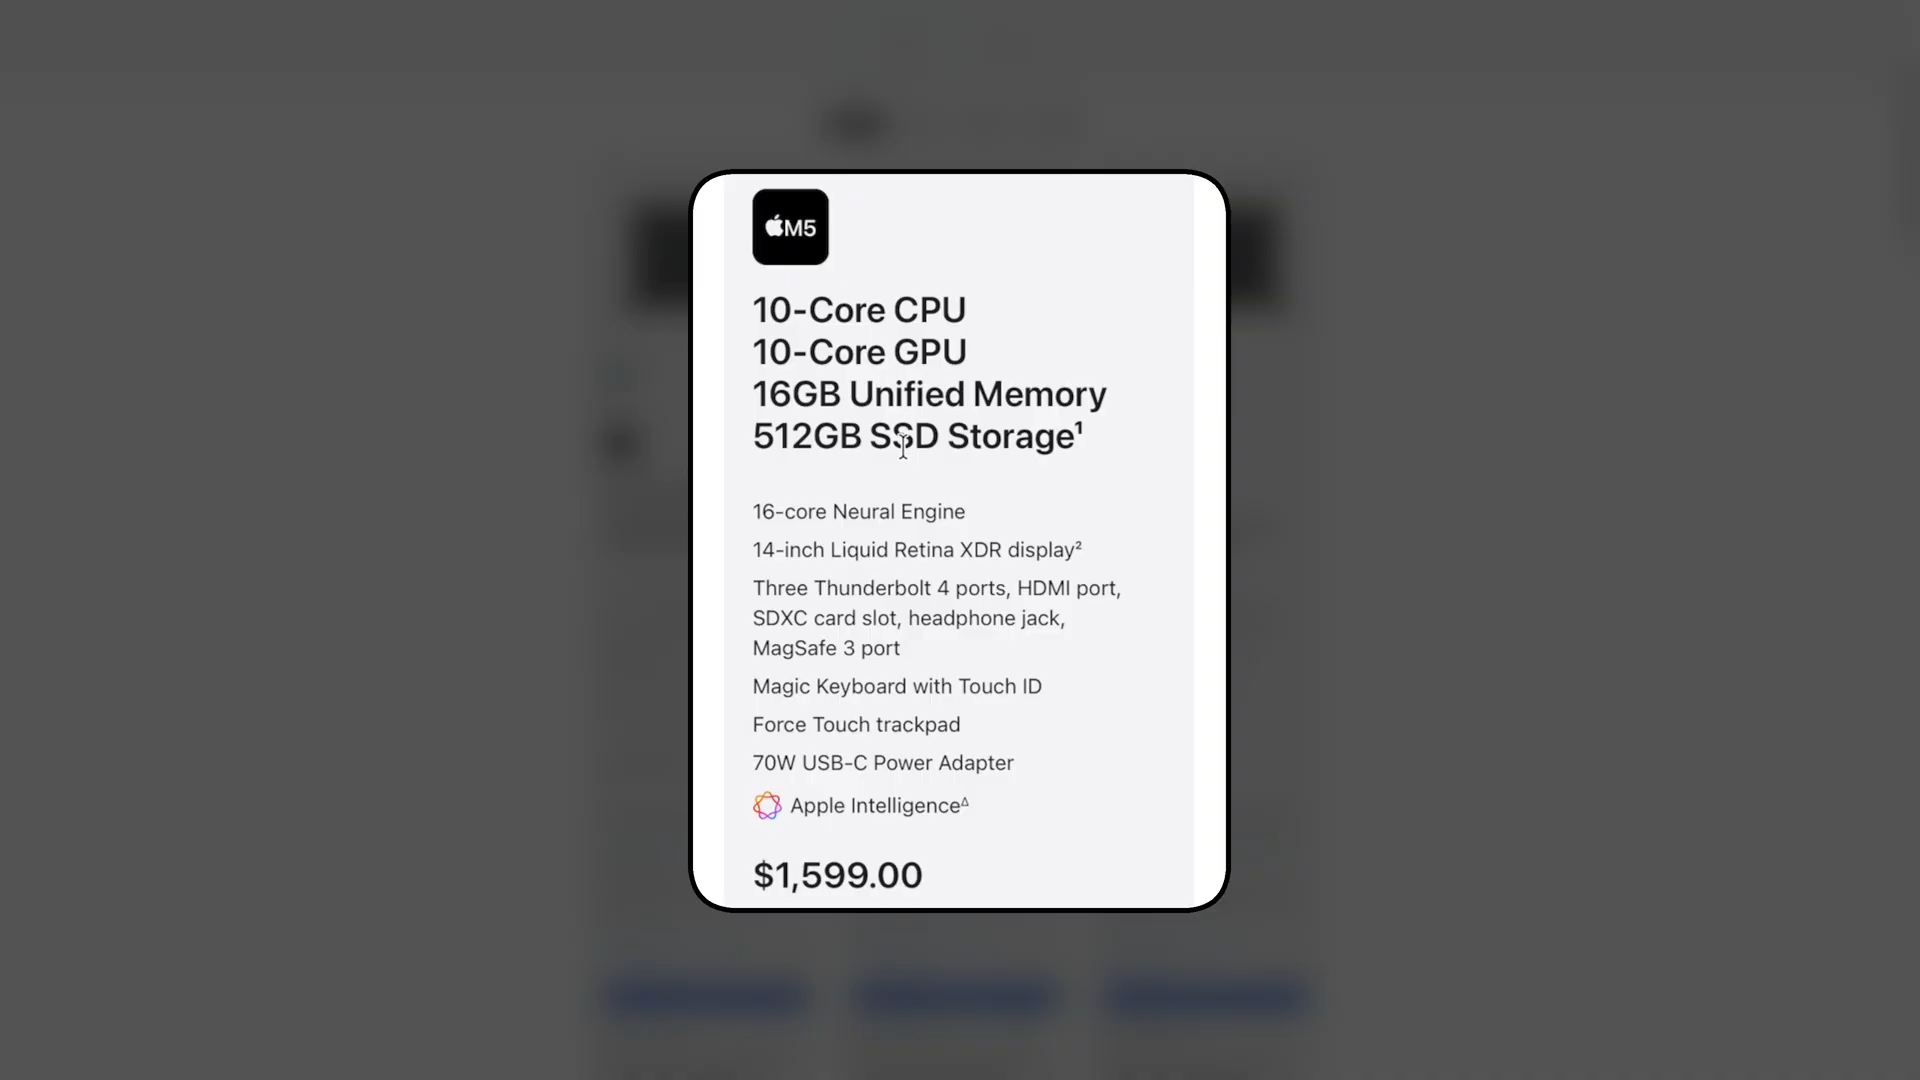 M5
10-Core CPU
10-Core GPU
16GB Unified Memory
512GB SSD Storage¹
16-core Neural Engine
14-inch Liquid Retina XDR display²
Three Thunderbolt 4 ports, HDMI port,
SDXC card slot, headphone jack,
MagSafe 3 port
Magic Keyboard with Touch ID
Force Touch trackpad
70W USB-C Power Adapter
Apple Intelligence∆
$1,599.00